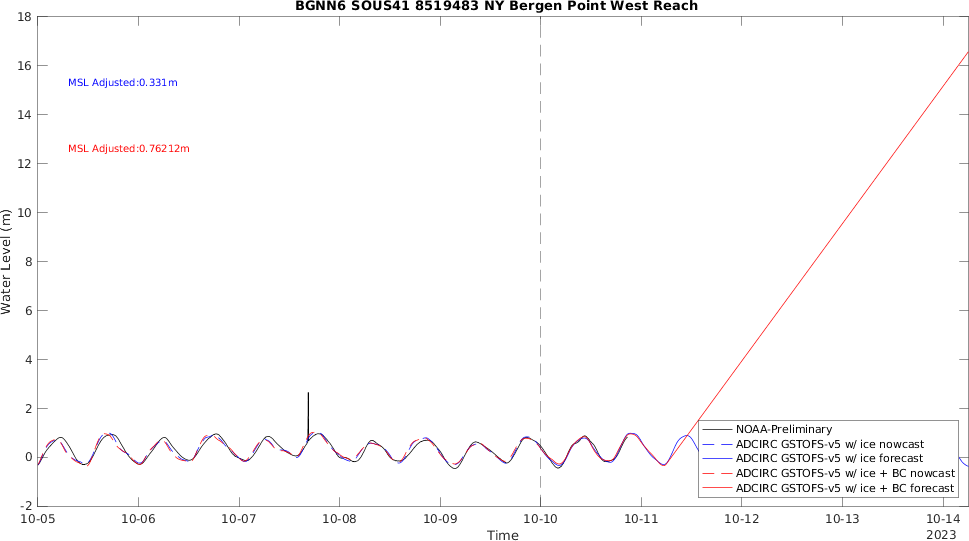 BGNN6 SOUS41 8519483 NY Bergen Point West Reach
18
16
14
12
10
8
6
4
2
0
-2
Water Level (m)
MSL Adjusted:0.331m
MSL Adjusted:0.76212m
NOAA-Preliminary
ADCIRC GSTOFS-v5 w/ ice nowcast
ADCIRC GSTOFS-v5 w/ ice forecast
ADCIRC GSTOFS-v5 w/ ice + BC nowcast
ADCIRC GSTOFS-v5 w/ ice + BC forecast
10-05 10-06 10-07 10-08 10-09 10-10 10-11 10-12 10-13 10-14
Time
2023